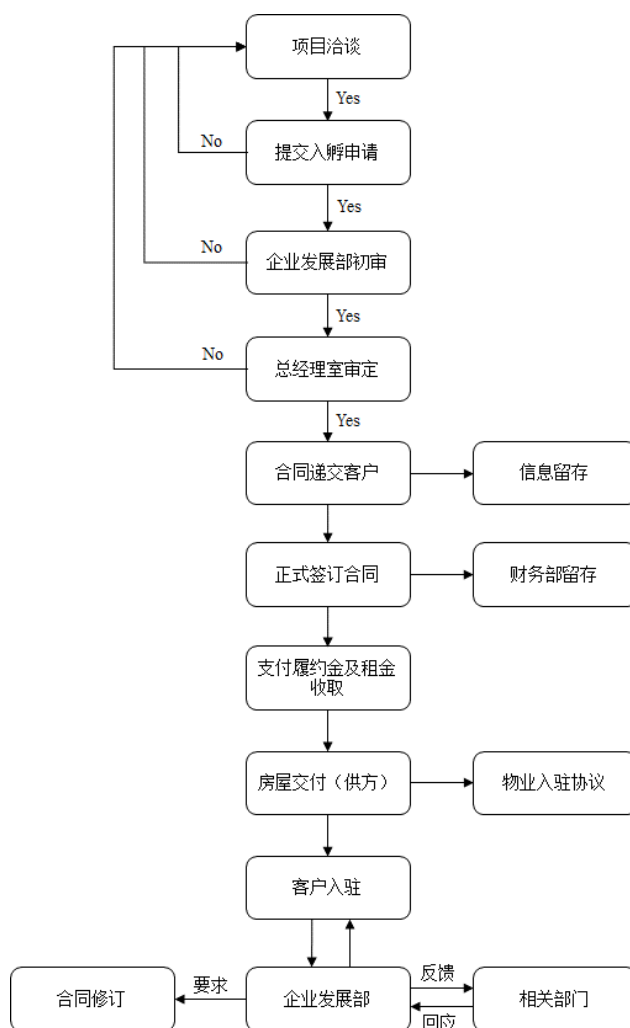 项目洽谈
Yes
No
提交入孵申请
Yes
No
企业发展部初审
Yes
No
总经理室审定
Yes
合同递交客户
信息留存
正式签订合同
财务部留存
支付履约金及租金
收取
房屋交付（供方）
物业入驻协议
客户入驻
合同修订
要求
企业发展部
反馈
回应
相关部门